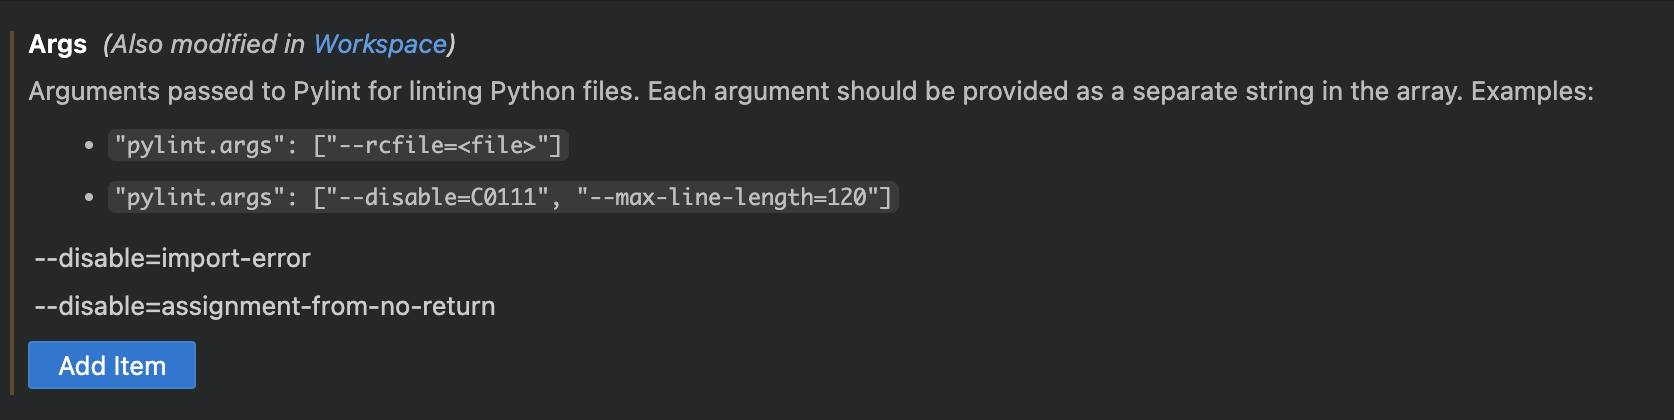 Args (Also modified in Workspace)
Arguments passed to Pylint for linting Python files. Each argument should be provided as a separate string in the array. Examples:
• "pylint.args": ["--rcfile=<file>"]
• "pylint.args": ["--disable=C0111", "--max-line-length=120"]
--disable=import-error
--disable=assignment-from-no-return
Add Item